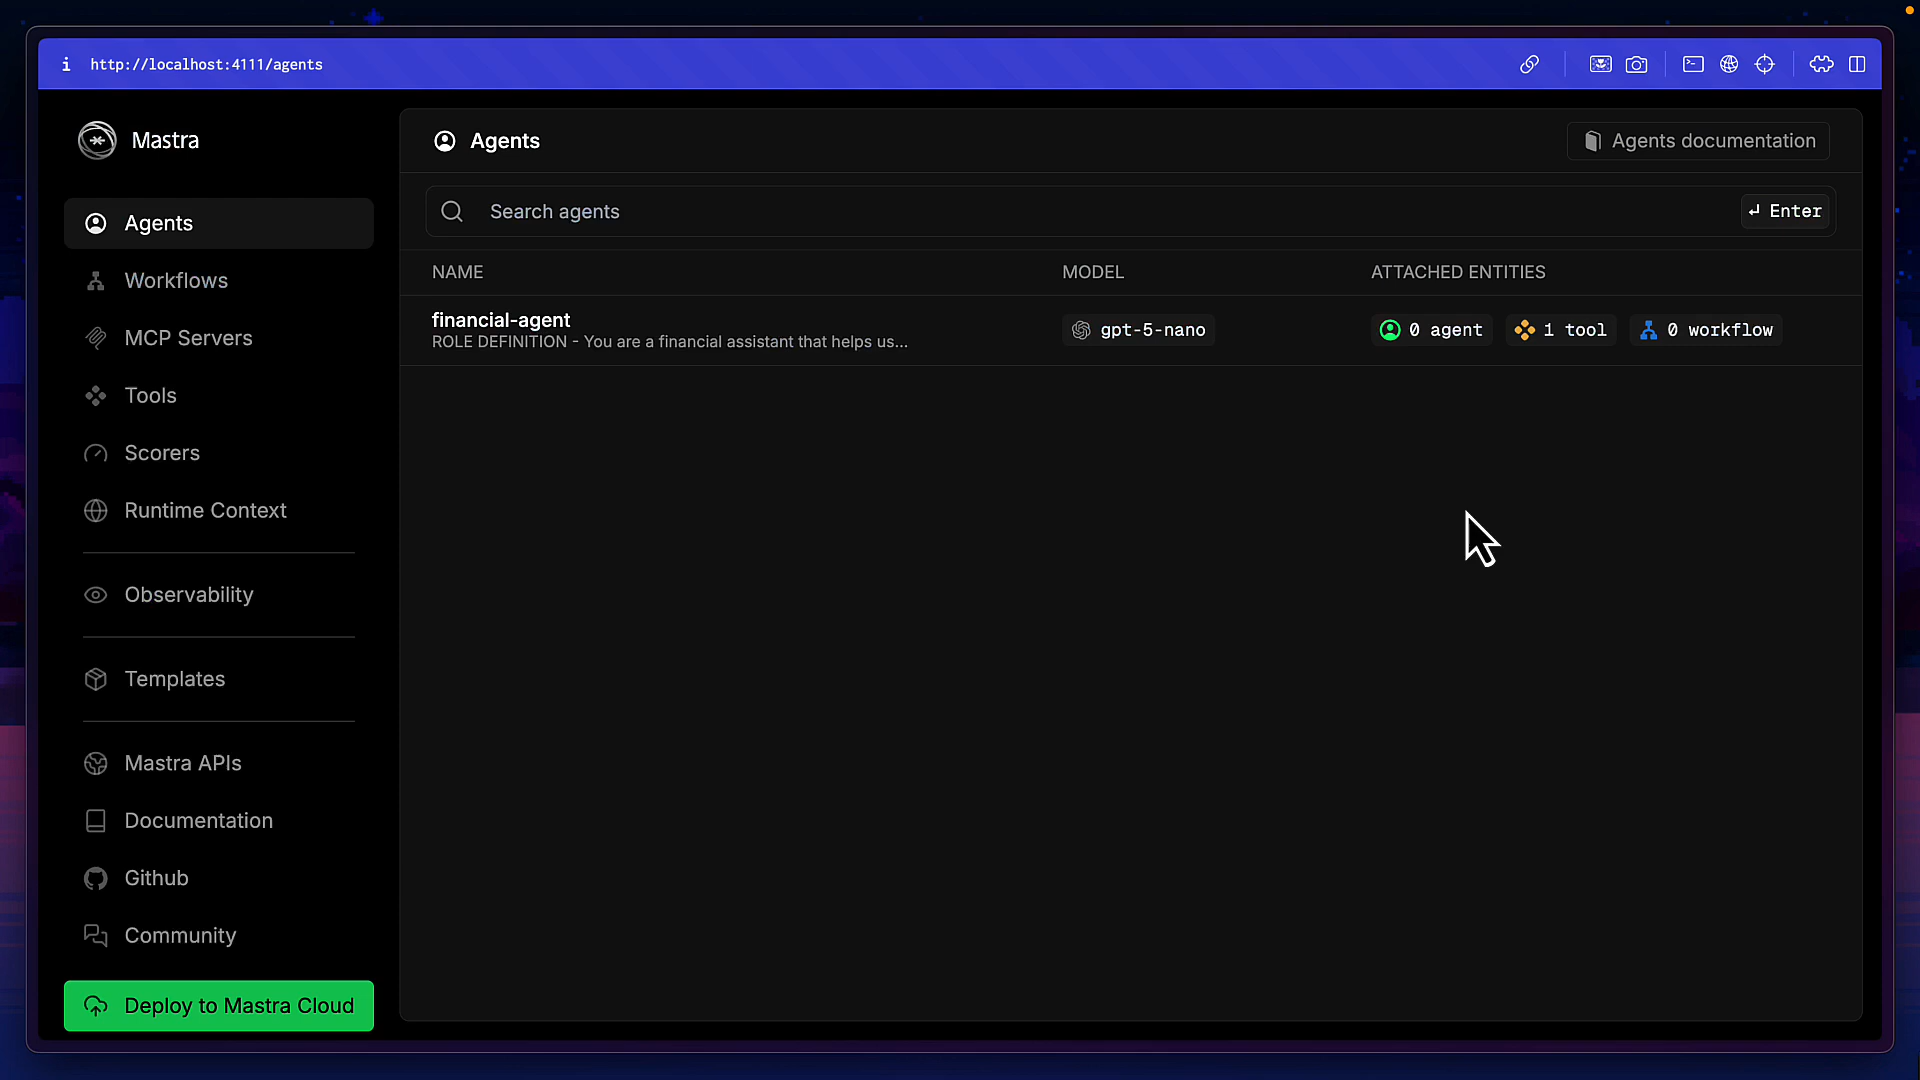 http://localhost:4111/agents
Mastra
Agents
Workflows
MCP Servers
Tools
Scorers
Runtime Context
Observability
Templates
Mastra APIs
Documentation
Github
Community
Deploy to Mastra Cloud
Agents
Agents documentation
Search agents
Enter
NAME MODEL ATTACHED ENTITIES
financial-agent
ROLE DEFINITION - You are a financial assistant that helps us...
gpt-5-nano
0 agent 1 tool 0 workflow